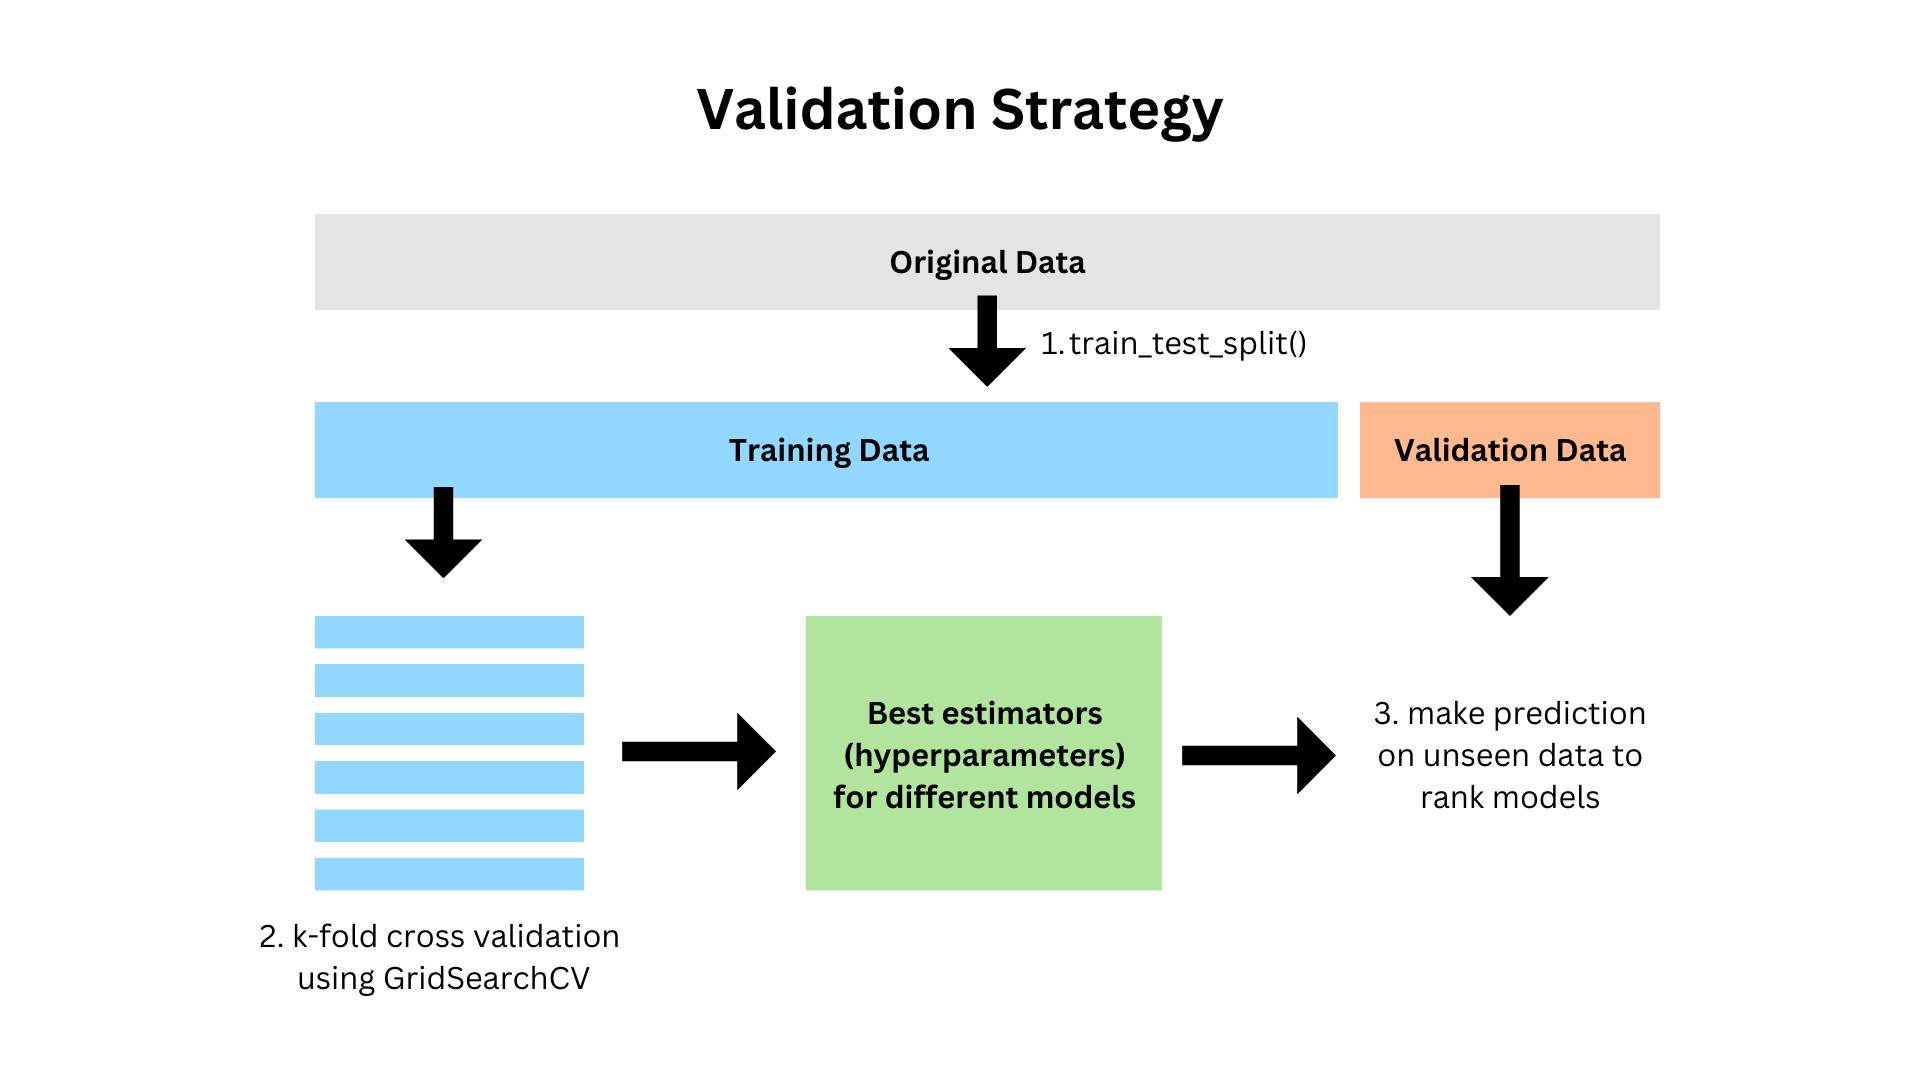 Validation Strategy
Original Data
1. train_test_split()
Training Data
Validation Data
Best estimators
(hyperparameters)
for different models
3. make prediction
on unseen data to
rank models
2. k-fold cross validation
using GridSearchCV